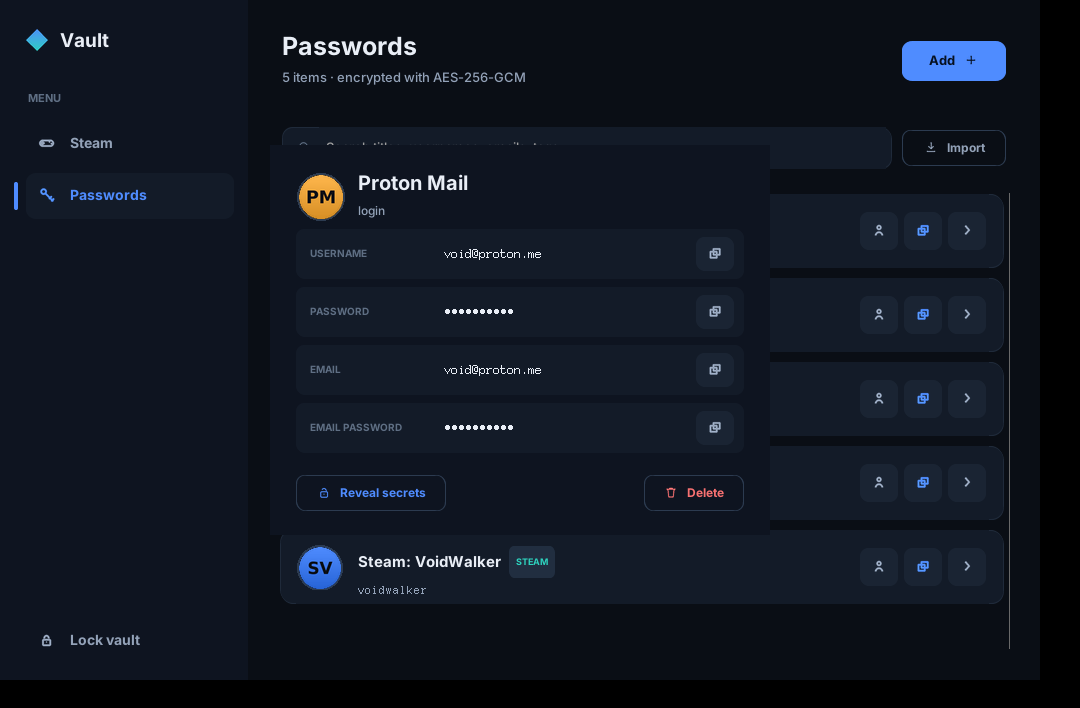 Vault
MENU
Steam
Passwords
Lock vault
Passwords
5 items · encrypted with AES-256-GCM
Add +
Import
PM
Proton Mail
login
USERNAME
void@proton.me
PASSWORD
••••••••••
EMAIL
void@proton.me
EMAIL PASSWORD
••••••••••
Reveal secrets
Delete
SV
Steam: VoidWalker
STEAM
voidwalker